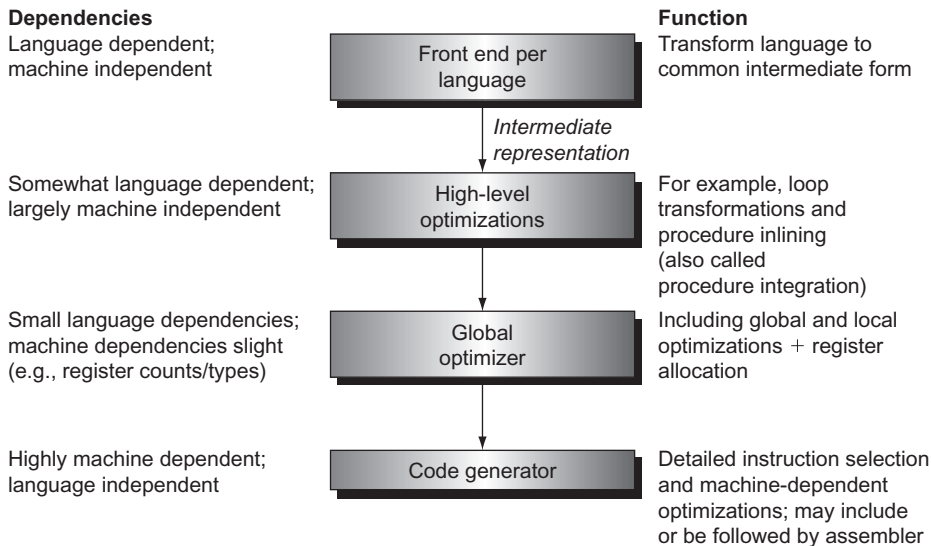 Dependencies
Language dependent;
machine independent
Front end per
language
Function
Transform language to
common intermediate form
Intermediate
representation
Somewhat language dependent;
largely machine independent
High-level
optimizations
For example, loop
transformations and
procedure inlining
(also called
procedure integration)
Small language dependencies;
machine dependencies slight
(e.g., register counts/types)
Global
optimizer
Including global and local
optimizations + register
allocation
Highly machine dependent;
language independent
Code generator
Detailed instruction selection
and machine-dependent
optimizations; may include
or be followed by assembler